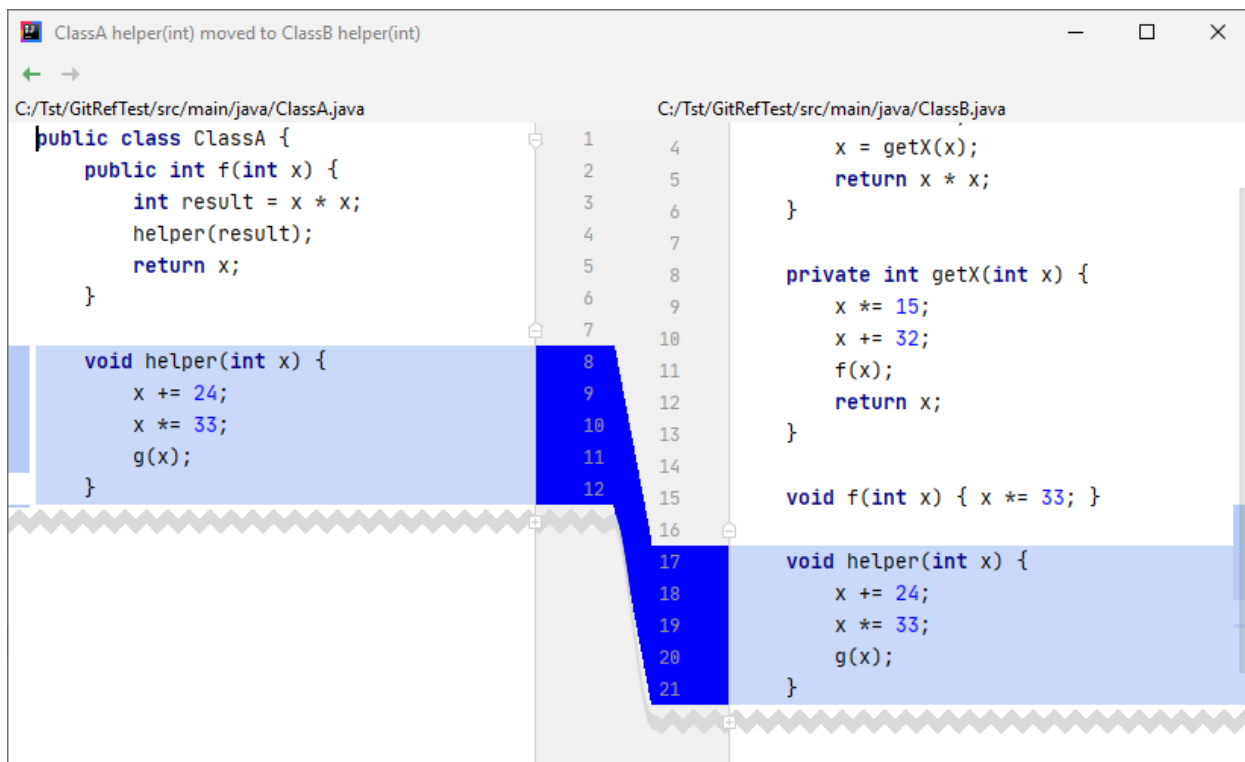 ClassA helper(int) moved to ClassB helper(int)
C:/Tst/GitRefTest/src/main/java/ClassA.java
public class ClassA {
    public int f(int x) {
        int result = x * x;
        helper(result);
        return x;
    }

    void helper(int x) {
        x += 24;
        x *= 33;
        g(x);
    }
1
2
3
4
5
6
7
8
9
10
11
12
C:/Tst/GitRefTest/src/main/java/ClassB.java
4        x = getX(x);
5        return x * x;
6    }
7
8    private int getX(int x) {
9        x *= 15;
10        x += 32;
11        f(x);
12        return x;
13    }
14
15    void f(int x) { x *= 33; }
16
17    void helper(int x) {
18        x += 24;
19        x *= 33;
20        g(x);
21    }